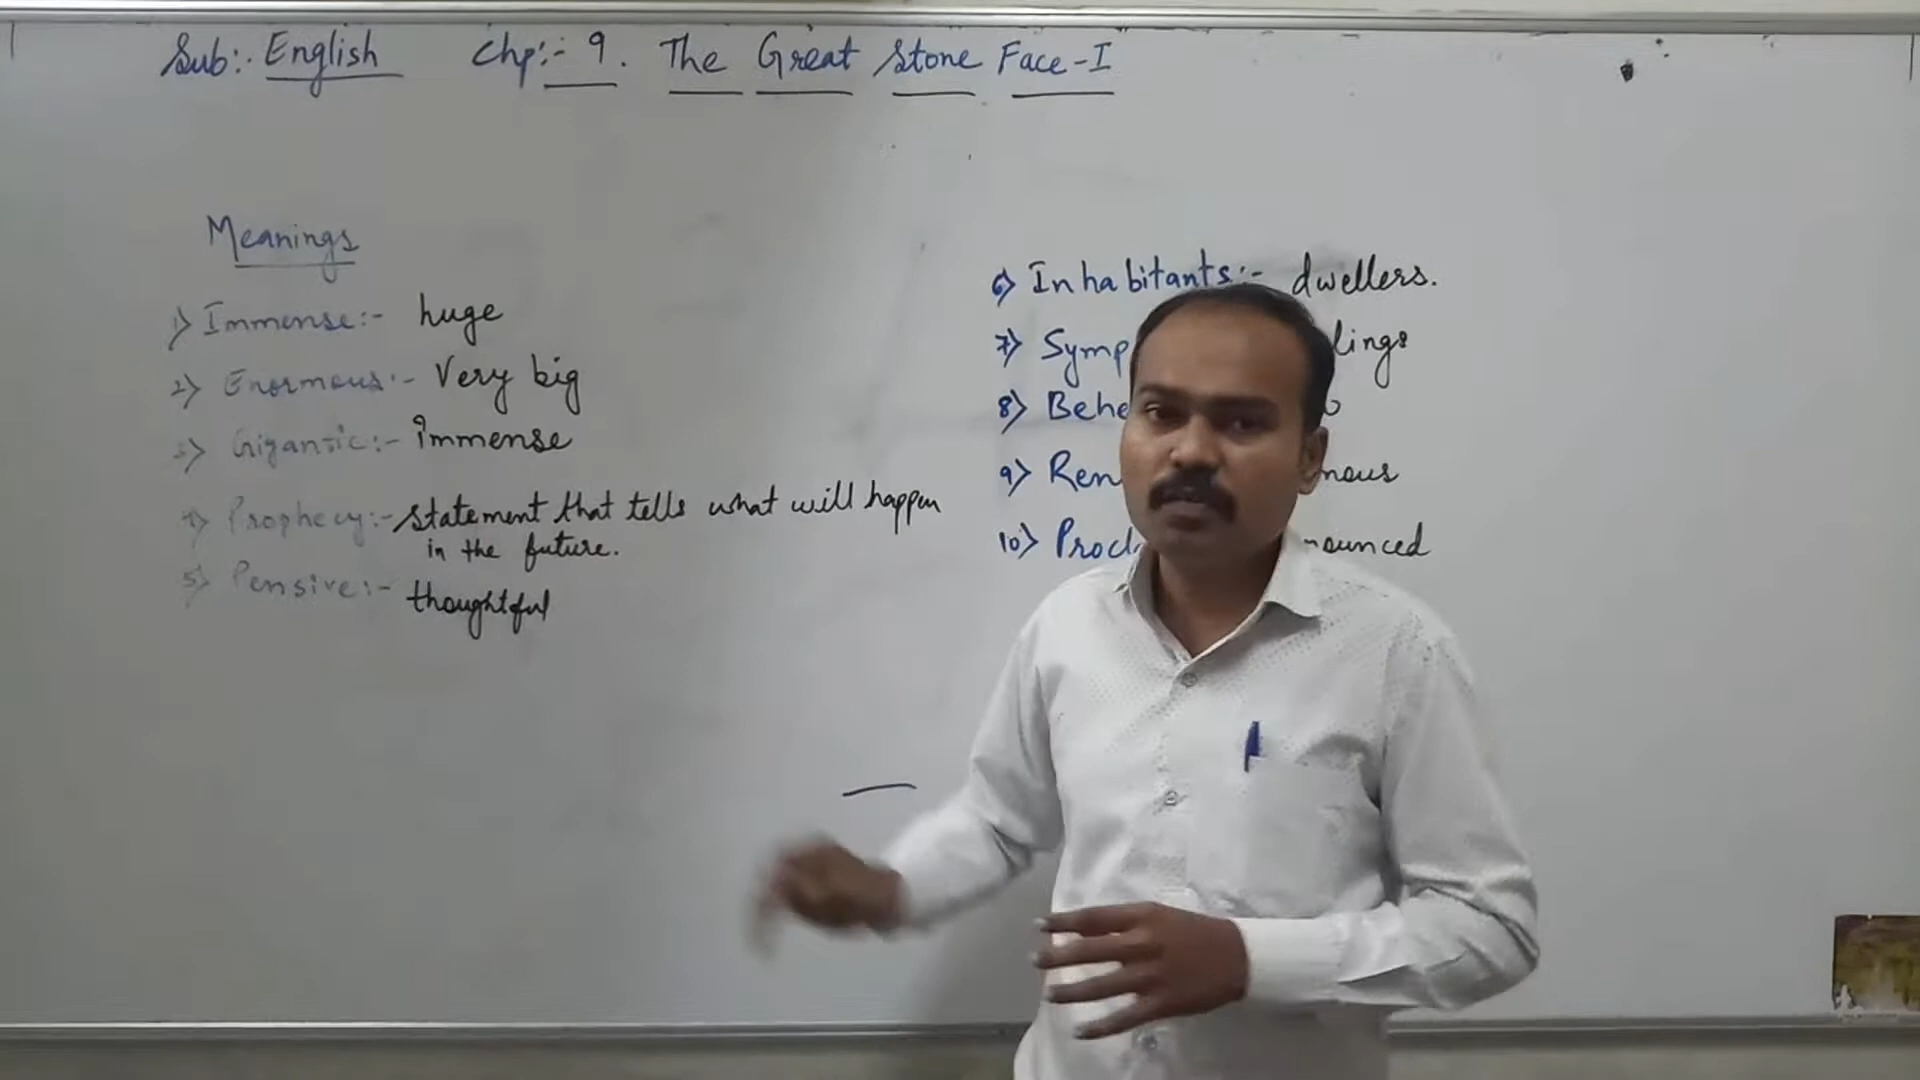 Sub:- English Chp:- 9. The Great Stone Face-I
Meanings
1) Immense:- huge
2) Enormous:- Very big
3) Gigantic:- immense
4) Prophecy:- statement that tells what will happen
in the future.
5) Pensive:- thoughtful
6) Inhabitants:- dwellers.
7) Symp lings
8) Behe
9) Ren mous
10) Procl nounced